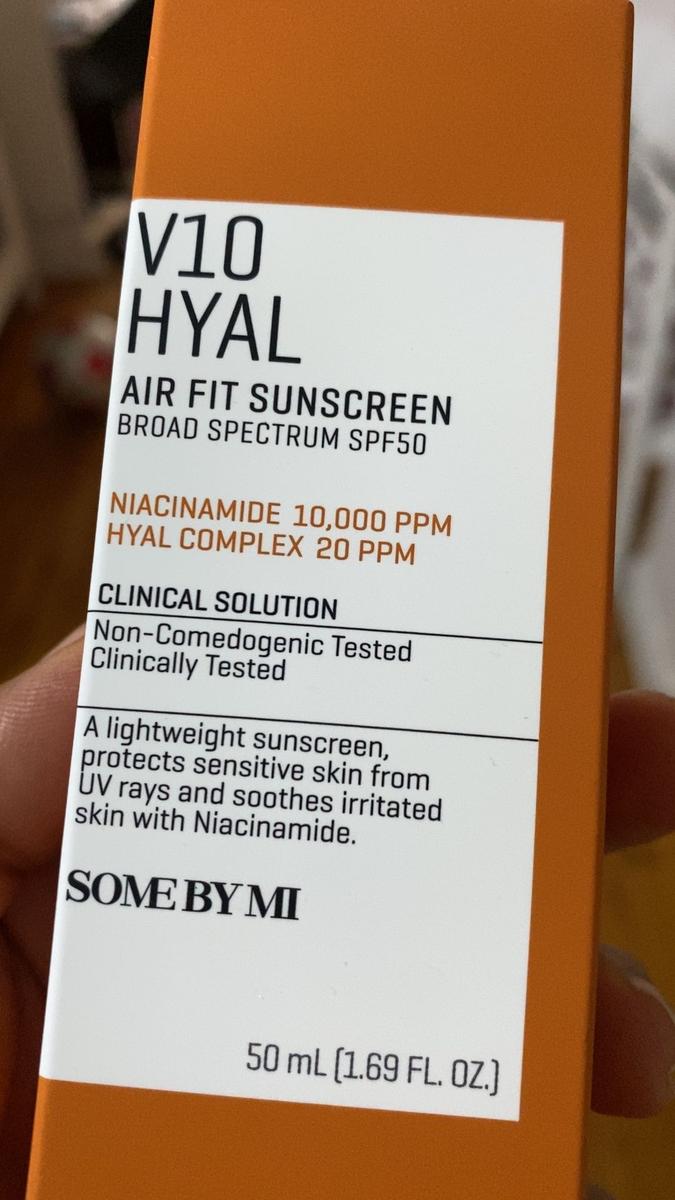 V10
HYAL
AIR FIT SUNSCREEN
BROAD SPECTRUM SPF50
NIACINAMIDE 10,000 PPM
HYAL COMPLEX 20 PPM
CLINICAL SOLUTION
Non-Comedogenic Tested
Clinically Tested
A lightweight sunscreen,
protects sensitive skin from
UV rays and soothes irritated
skin with Niacinamide.
SOME BY MI
50 mL [1.69 FL. OZ.]